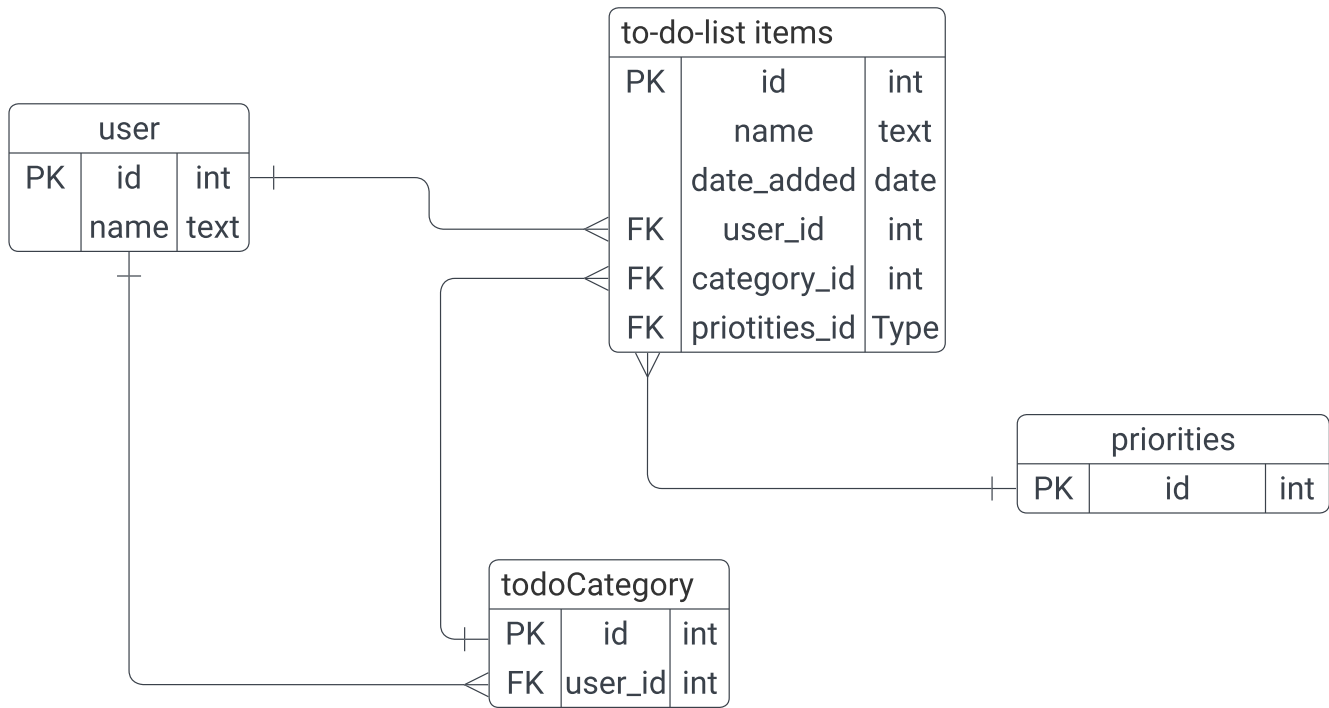 to-do-list items
PK id int
name text
date_added date
FK user_id int
FK category_id int
FK priotities_id Type
user
PK id int
name text
priorities
PK id int
todoCategory
PK id int
FK user_id int